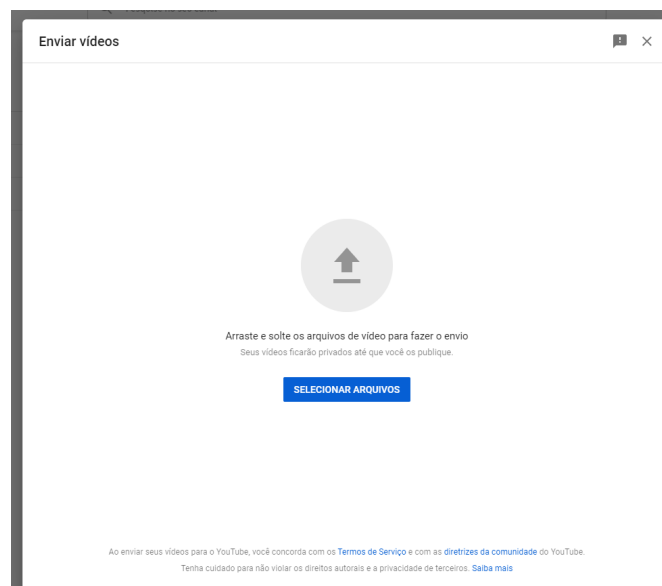 Enviar vídeos
Arraste e solte os arquivos de vídeo para fazer o envio
Seus vídeos ficarão privados até que você os publique.
SELECIONAR ARQUIVOS
Ao enviar seus vídeos para o YouTube, você concorda com os Termos de Serviço e com as diretrizes da comunidade do YouTube.
Tenha cuidado para não violar os direitos autorais e a privacidade de terceiros. Saiba mais